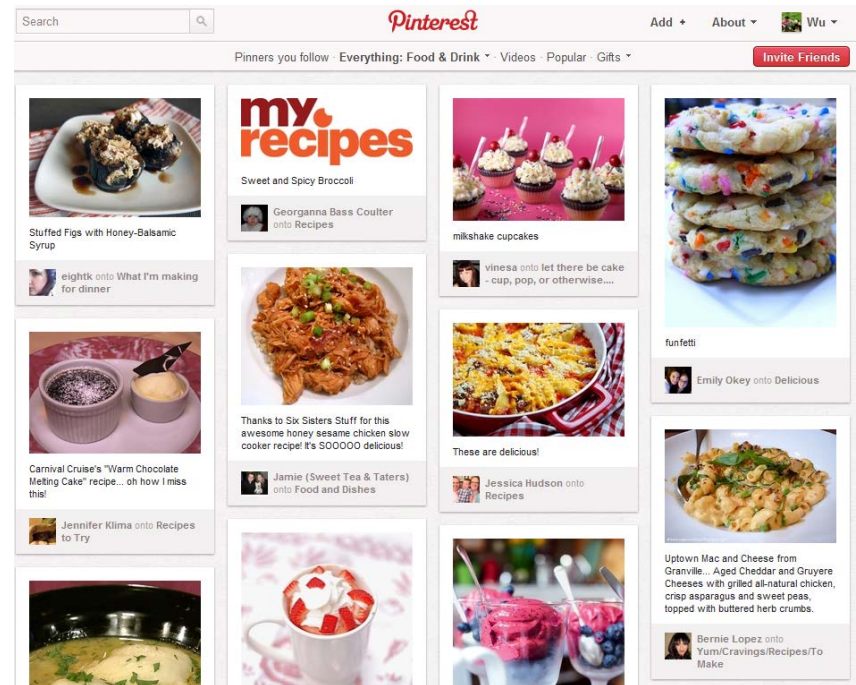 Search
Pinterest
Add +
About
Wu
Pinners you follow · Everything: Food & Drink · Videos · Popular · Gifts
Invite Friends
Stuffed Figs with Honey-Balsamic
Syrup
eightk onto What I'm making
for dinner
Carnival Cruise's "Warm Chocolate
Melting Cake" recipe... oh how I miss
this!
Jennifer Klima onto Recipes
to Try
my
recipes
Sweet and Spicy Broccoli
Georganna Bass Coulter
onto Recipes
Thanks to Six Sisters Stuff for this
awesome honey sesame chicken slow
cooker recipe! It's SOOOOO delicious!
Jamie (Sweet Tea & Taters)
onto Food and Dishes
milkshake cupcakes
vinesa onto let there be cake
- cup, pop, or otherwise....
These are delicious!
Jessica Hudson onto
Recipes
funfetti
Emily Okey onto Delicious
Uptown Mac and Cheese from
Granville... Aged Cheddar and Gruyere
Cheeses with grilled all-natural chicken,
crisp asparagus and sweet peas,
topped with buttered herb crumbs.
Bernie Lopez onto
Yum/Cravings/Recipes/To
Make